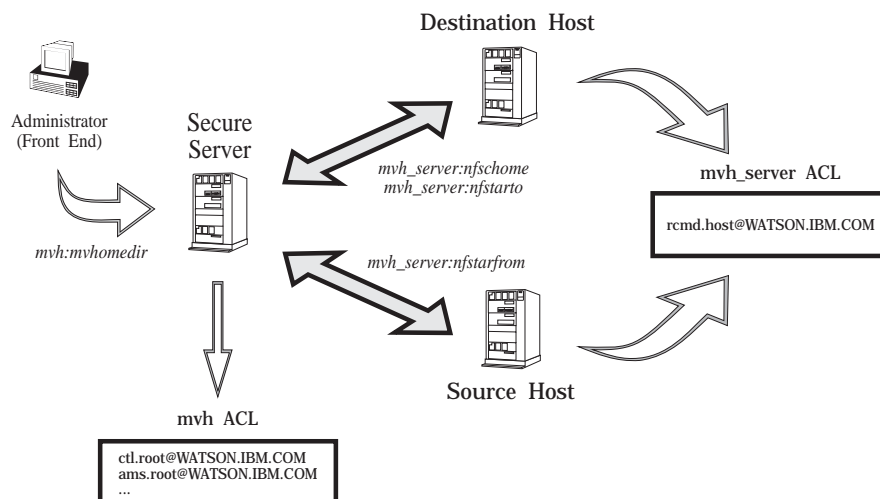 Destination Host
Administrator
(Front End)
Secure
Server
mvh:mvhomedir
mvh_server:nfschome
mvh_server:nfstarto
mvh_server ACL
rcmd.host@WATSON.IBM.COM
mvh_server:nfstarfrom
Source Host
mvh ACL
ctl.root@WATSON.IBM.COM
ams.root@WATSON.IBM.COM
...